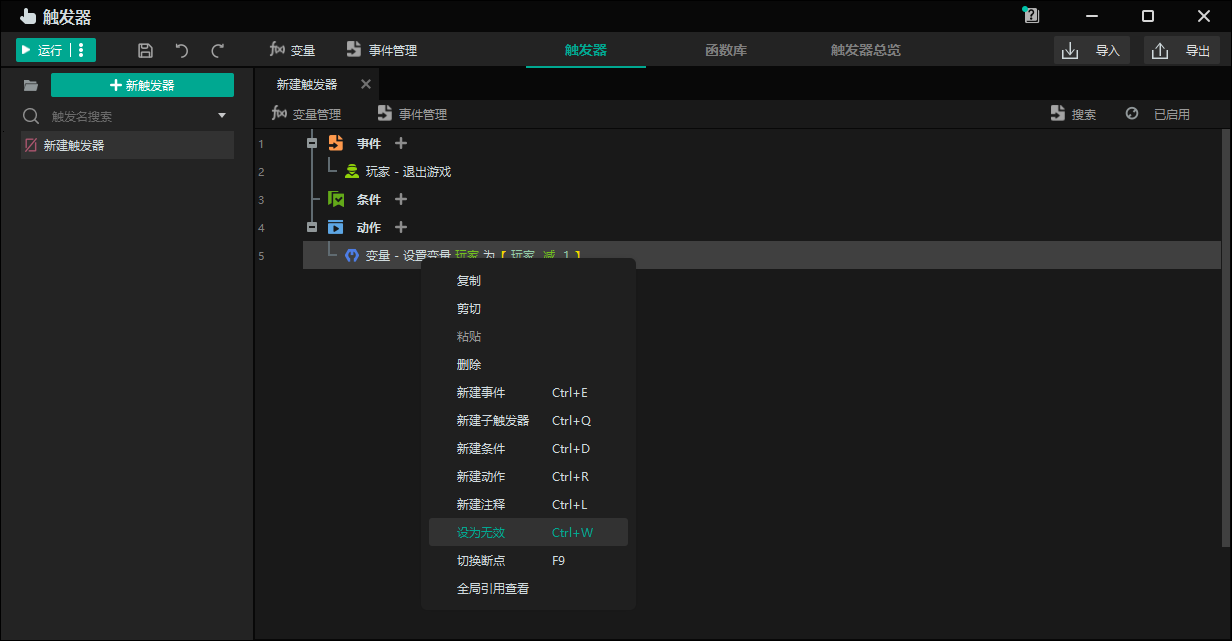 触发器
运行 变量 事件管理 触发器 函数库 触发器总览 导入 导出
新触发器 新建触发器
触发名搜索 变量管理 事件管理 搜索 已启用
新建触发器
1 事件
2 玩家 - 退出游戏
3 条件
4 动作
5 变量 - 设置变量 玩家 为 [ 玩家 减 1 ]
复制
剪切
粘贴
删除
新建事件 Ctrl+E
新建子触发器 Ctrl+Q
新建条件 Ctrl+D
新建动作 Ctrl+R
新建注释 Ctrl+L
设为无效 Ctrl+W
切换断点 F9
全局引用查看